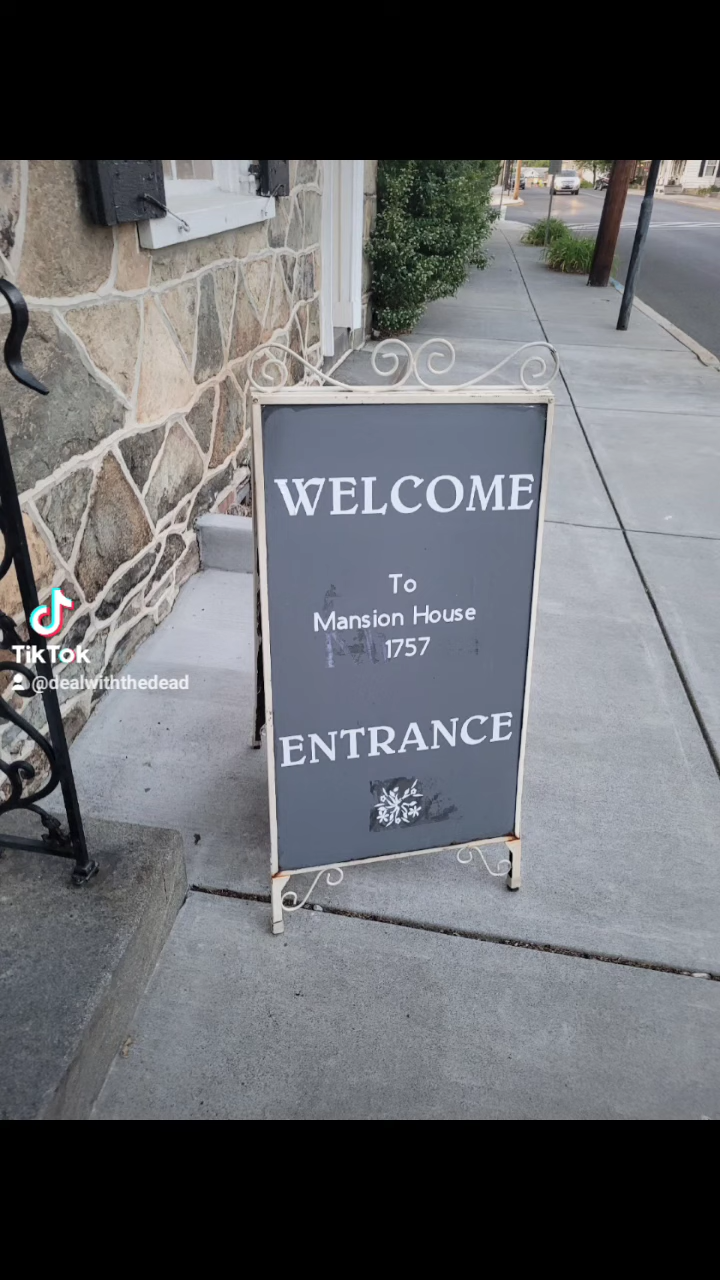 WELCOME
To
Mansion House
1757
ENTRANCE
TikTok
@dealwiththedead